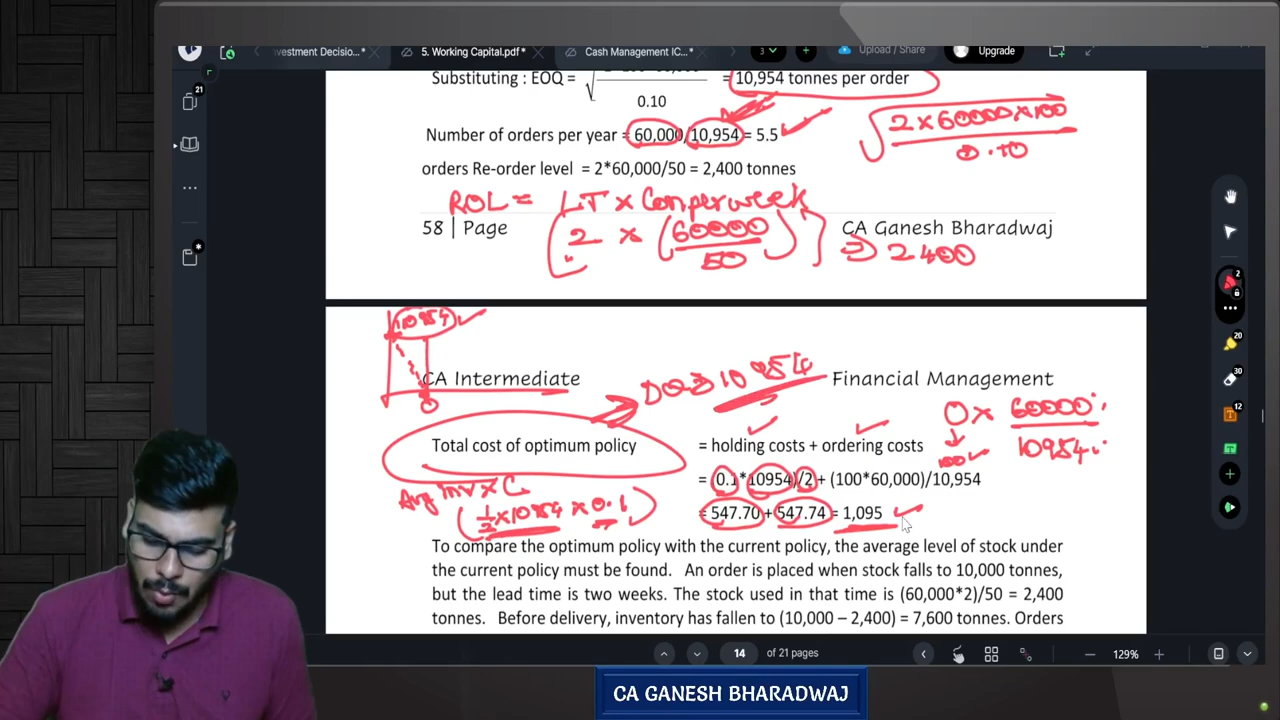 nvestment Decisio...*
5. Working Capital.pdf*
Cash Management IC...*
3
Upload / Share
Upgrade
21
Substituting : EOQ = √ = 10,954 tonnes per order
0.10
√ 2 × 60000 × 100
0.10
Number of orders per year = 60,000/10,954 = 5.5
orders Re-order level = 2*60,000/50 = 2,400 tonnes
ROL = LT × Con per week
58 | Page
CA Ganesh Bharadwaj
2 × (60000
50
⇒ 2400
10954
CA Intermediate
Financial Management
EOQ ⇒ 10954
O × 60000
100
10954
Total cost of optimum policy = holding costs + ordering costs
= (0.1*10954)/2 + (100*60,000)/10,954
Avg Inv × C
(½ × 10954 × 0.1)
= 547.70 + 547.74 = 1,095
To compare the optimum policy with the current policy, the average level of stock under
the current policy must be found. An order is placed when stock falls to 10,000 tonnes,
but the lead time is two weeks. The stock used in that time is (60,000*2)/50 = 2,400
tonnes. Before delivery, inventory has fallen to (10,000 – 2,400) = 7,600 tonnes. Orders
2
20
30
12
14 of 21 pages
129%
CA GANESH BHARADWAJ